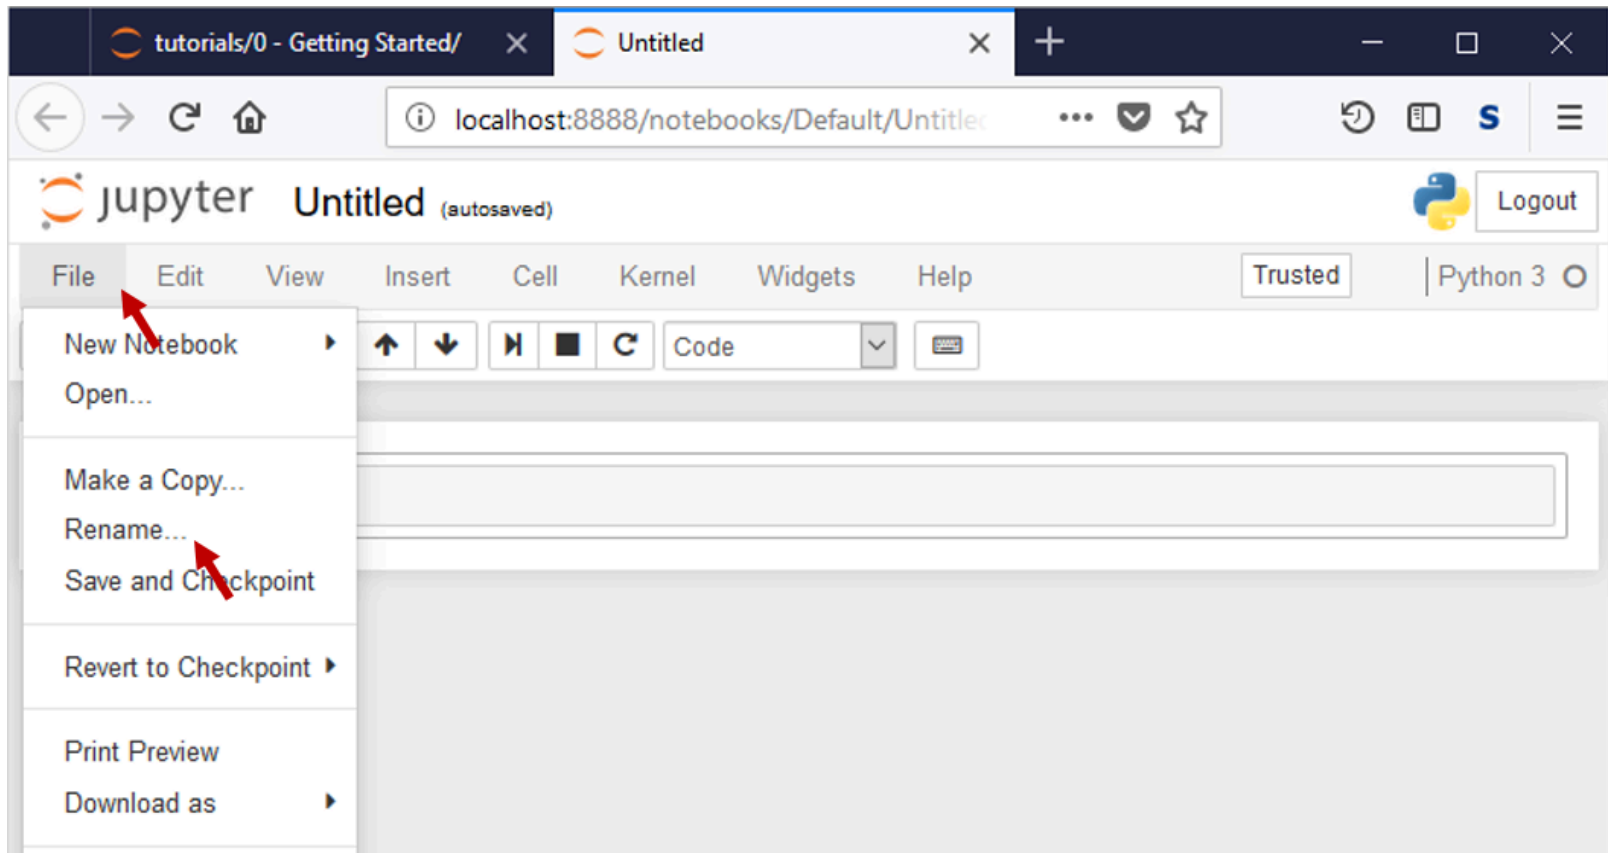 tutorials/0 - Getting Started/
Untitled
localhost:8888/notebooks/Default/Untitled
S
jupyter Untitled (autosaved)
Logout
File Edit View Insert Cell Kernel Widgets Help Trusted Python 3
New Notebook
Code
Open...
Make a Copy...
Rename...
Save and Checkpoint
Revert to Checkpoint
Print Preview
Download as